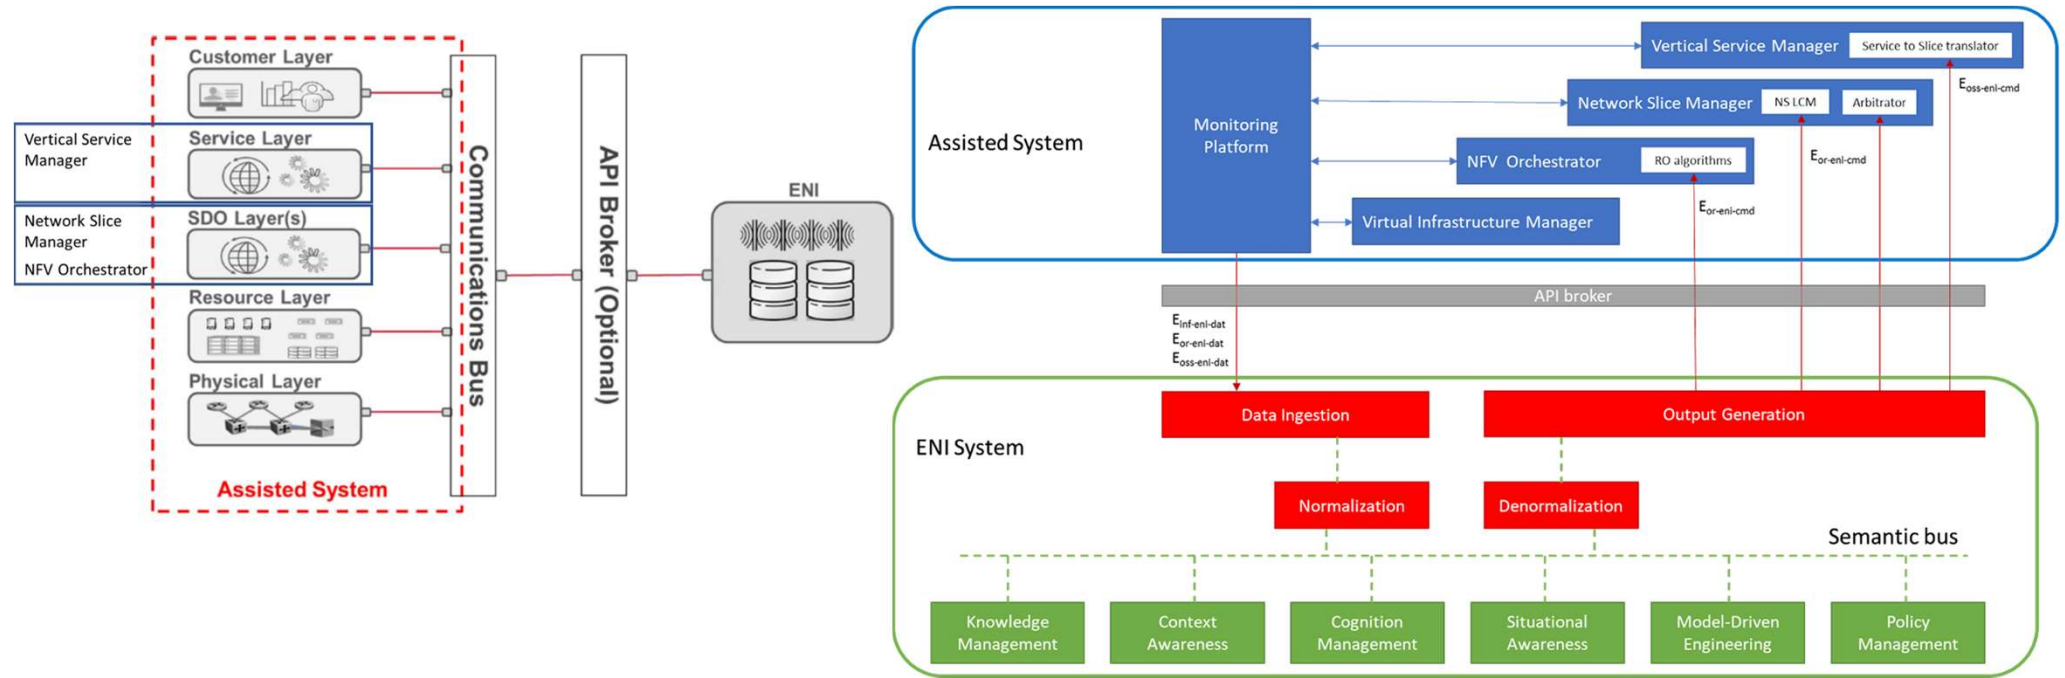 Customer Layer
Vertical Service
Manager
Service Layer
Network Slice
Manager
NFV Orchestrator
SDO Layer(s)
Resource Layer
Physical Layer
Assisted System
Communications Bus
API Broker (Optional)
ENI
Assisted System
Monitoring
Platform
Vertical Service Manager
Service to Slice translator
Eoss-eni-cmd
Network Slice Manager
NS LCM
Arbitrator
Eor-eni-cmd
NFV Orchestrator
RO algorithms
Eor-eni-cmd
Virtual Infrastructure Manager
API broker
Einf-eni-dat
Eor-eni-dat
Eoss-eni-dat
ENI System
Data Ingestion
Output Generation
Normalization
Denormalization
Semantic bus
Knowledge
Management
Context
Awareness
Cognition
Management
Situational
Awareness
Model-Driven
Engineering
Policy
Management